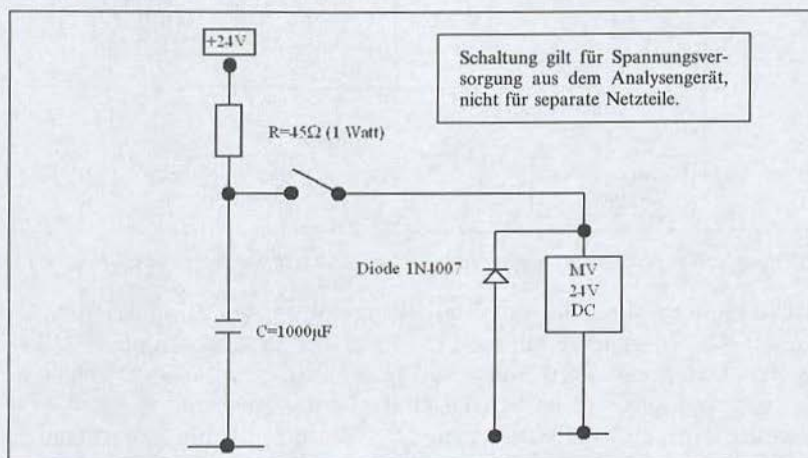 +24V
Schaltung gilt für Spannungsver-
sorgung aus dem Analysengerät,
nicht für separate Netzteile.
R=45Ω (1 Watt)
Diode 1N4007
MV
24V
DC
C=1000µF